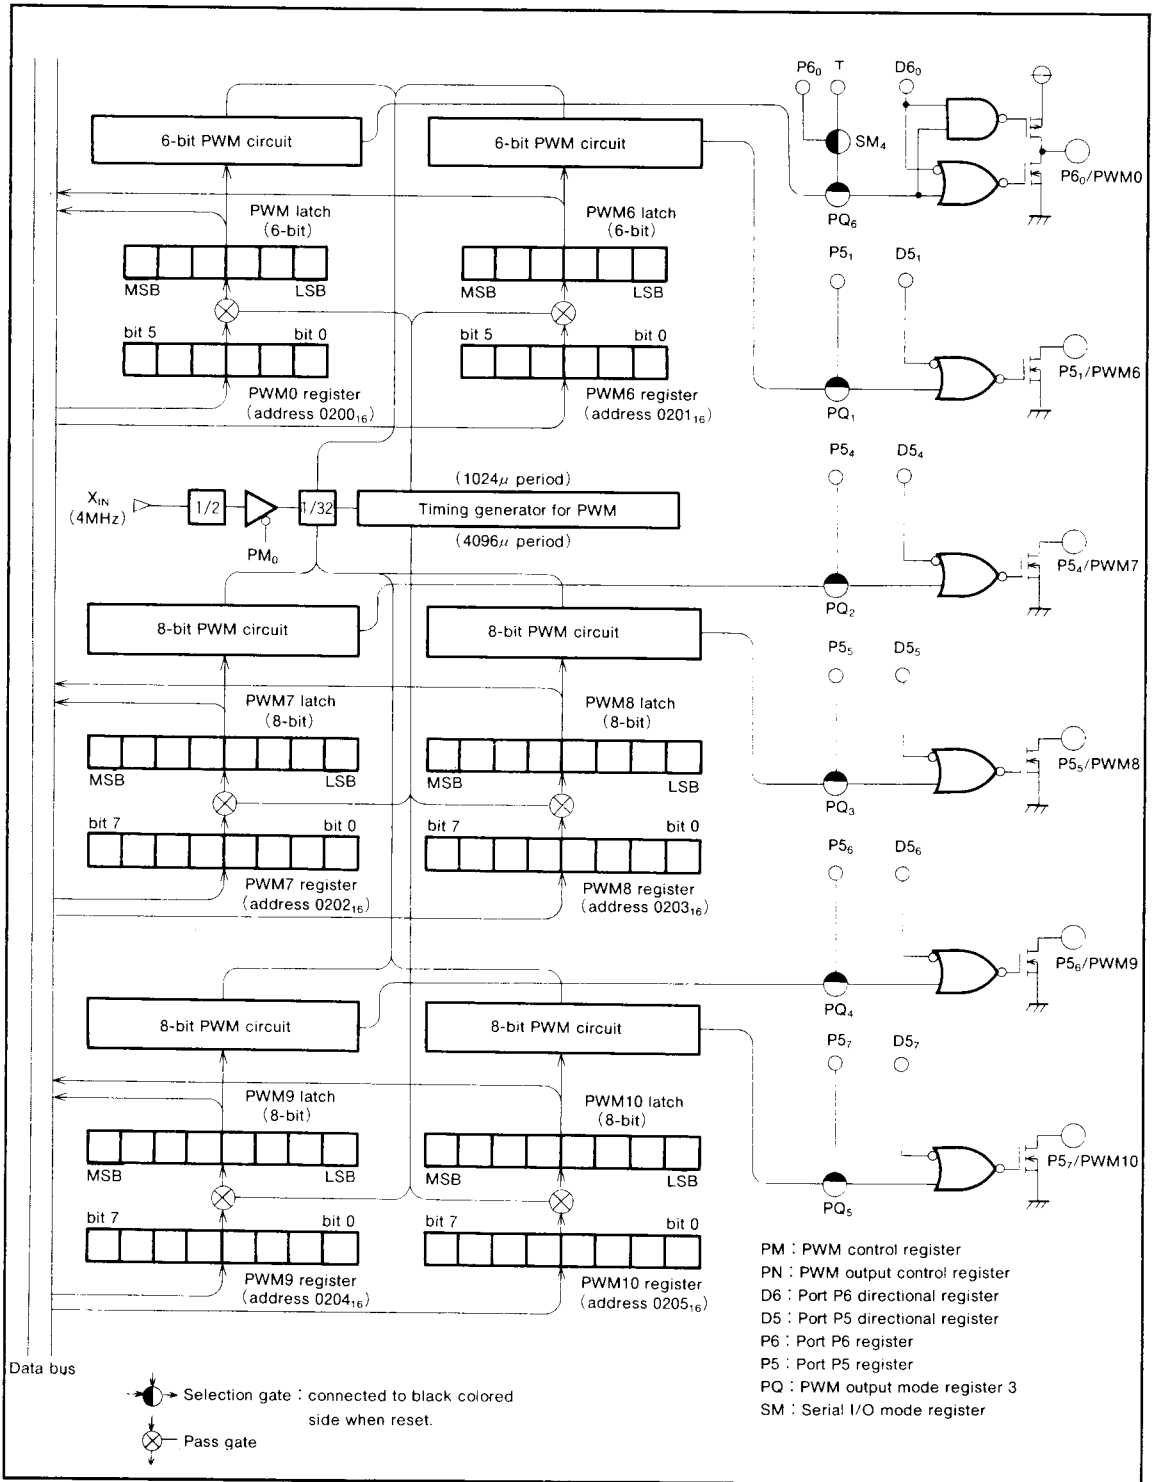 P6₀ T D6₀
6-bit PWM circuit
6-bit PWM circuit
SM₄
P6₀/PWM0
PQ₆
PWM latch
(6-bit)
PWM6 latch
(6-bit)
MSB LSB
MSB LSB
P5₁ D5₁
bit 5 bit 0
bit 5 bit 0
PWM0 register
(address 0200₁₆)
PWM6 register
(address 0201₁₆)
P5₁/PWM6
PQ₁
P5₄ D5₄
X_IN
(4MHz)
1/2
PM₀
1/32
(1024μ period)
Timing generator for PWM
(4096μ period)
P5₄/PWM7
PQ₂
8-bit PWM circuit
8-bit PWM circuit
P5₅ D5₅
PWM7 latch
(8-bit)
PWM8 latch
(8-bit)
MSB LSB
MSB LSB
P5₅/PWM8
PQ₃
bit 7 bit 0
bit 7 bit 0
P5₆ D5₆
PWM7 register
(address 0202₁₆)
PWM8 register
(address 0203₁₆)
P5₆/PWM9
PQ₄
8-bit PWM circuit
8-bit PWM circuit
P5₇ D5₇
PWM9 latch
(8-bit)
PWM10 latch
(8-bit)
MSB LSB
MSB LSB
P5₇/PWM10
PQ₅
bit 7 bit 0
bit 7 bit 0
PWM9 register
(address 0204₁₆)
PWM10 register
(address 0205₁₆)
PM : PWM control register
PN : PWM output control register
D6 : Port P6 directional register
D5 : Port P5 directional register
P6 : Port P6 register
P5 : Port P5 register
PQ : PWM output mode register 3
SM : Serial I/O mode register
Data bus
Selection gate : connected to black colored
side when reset.
Pass gate